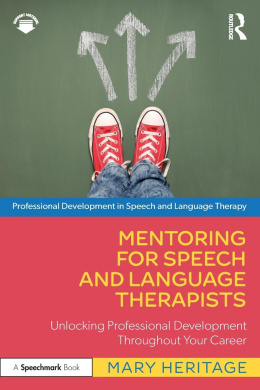 Routledge
Professional Development in Speech and Language Therapy
MENTORING
FOR SPEECH
AND LANGUAGE
THERAPISTS
Unlocking Professional Development
Throughout Your Career
A Speechmark Book
MARY HERITAGE